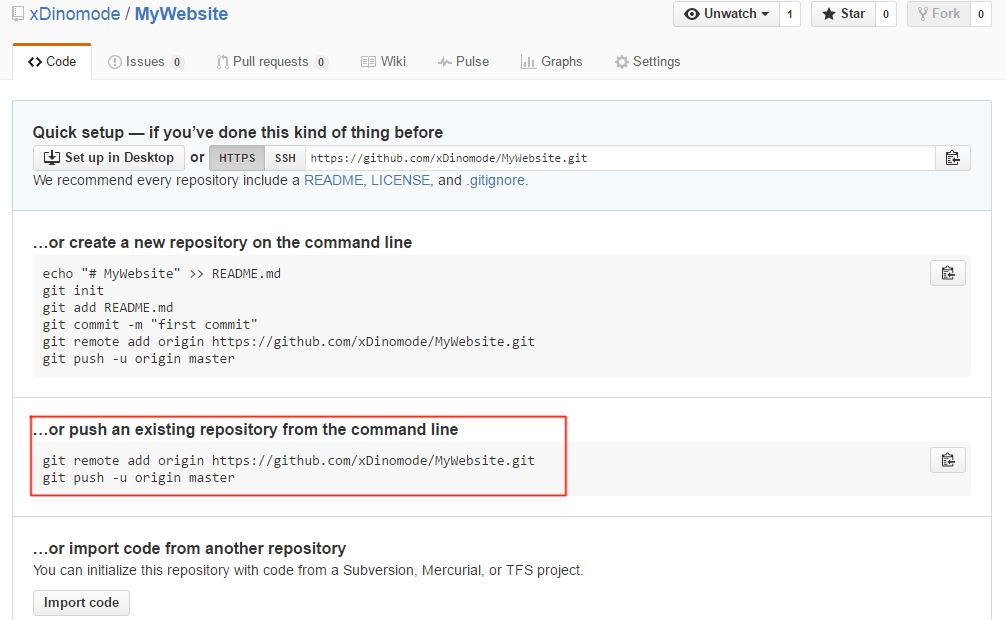 xDinomode / MyWebsite
Unwatch 1 Star 0 Fork 0
Code Issues 0 Pull requests 0 Wiki Pulse Graphs Settings
Quick setup — if you’ve done this kind of thing before
Set up in Desktop or HTTPS SSH https://github.com/xDinomode/MyWebsite.git
We recommend every repository include a README, LICENSE, and .gitignore.
…or create a new repository on the command line
echo "# MyWebsite" >> README.md
git init
git add README.md
git commit -m "first commit"
git remote add origin https://github.com/xDinomode/MyWebsite.git
git push -u origin master
…or push an existing repository from the command line
git remote add origin https://github.com/xDinomode/MyWebsite.git
git push -u origin master
…or import code from another repository
You can initialize this repository with code from a Subversion, Mercurial, or TFS project.
Import code